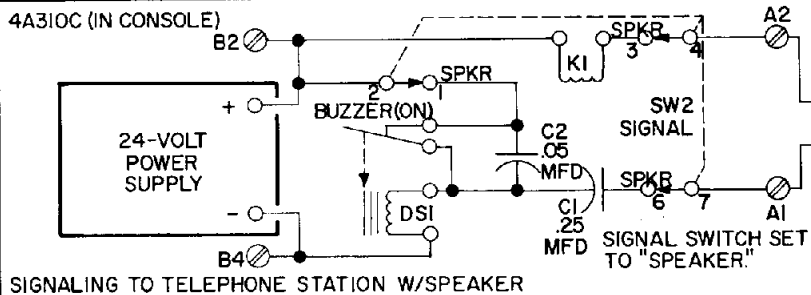 4A310C (IN CONSOLE)
B2
A2
SPKR
3
4
K1
+
2
SPKR
1
BUZZER(ON)
SW2
SIGNAL
24-VOLT
POWER
SUPPLY
C2
.05
MFD
-
DS1
SPKR
6
7
A1
C1
.25
MFD
SIGNAL SWITCH SET
TO "SPEAKER."
B4
SIGNALING TO TELEPHONE STATION W/SPEAKER